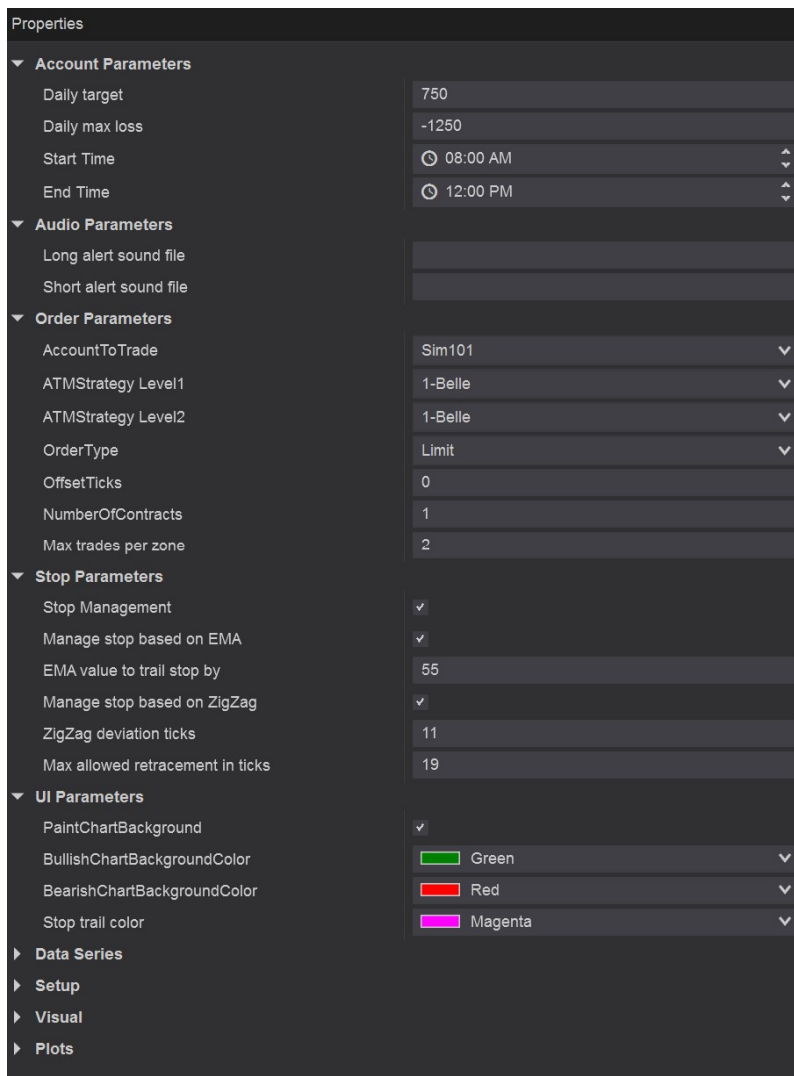 Properties
Account Parameters
Daily target 750
Daily max loss -1250
Start Time 08:00 AM
End Time 12:00 PM
Audio Parameters
Long alert sound file
Short alert sound file
Order Parameters
AccountToTrade Sim101
ATMStrategy Level1 1-Belle
ATMStrategy Level2 1-Belle
OrderType Limit
OffsetTicks 0
NumberOfContracts 1
Max trades per zone 2
Stop Parameters
Stop Management
Manage stop based on EMA
EMA value to trail stop by 55
Manage stop based on ZigZag
ZigZag deviation ticks 11
Max allowed retracement in ticks 19
UI Parameters
PaintChartBackground
BullishChartBackgroundColor Green
BearishChartBackgroundColor Red
Stop trail color Magenta
Data Series
Setup
Visual
Plots